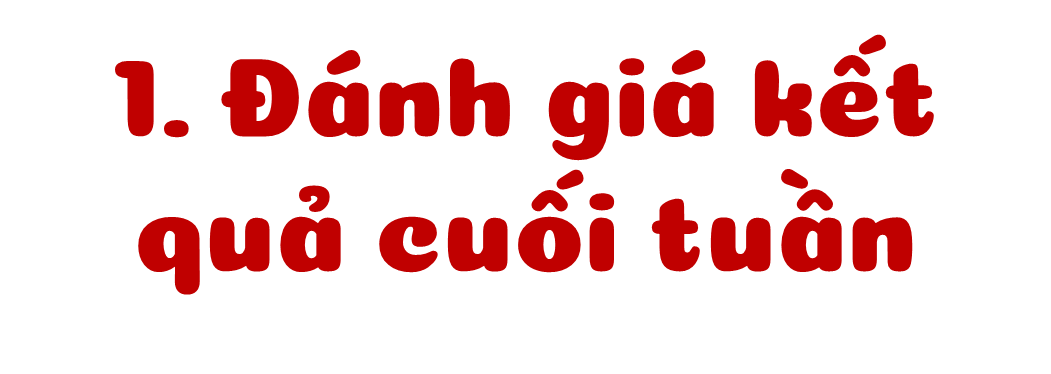 1. Đánh giá kết
quả cuối tuần